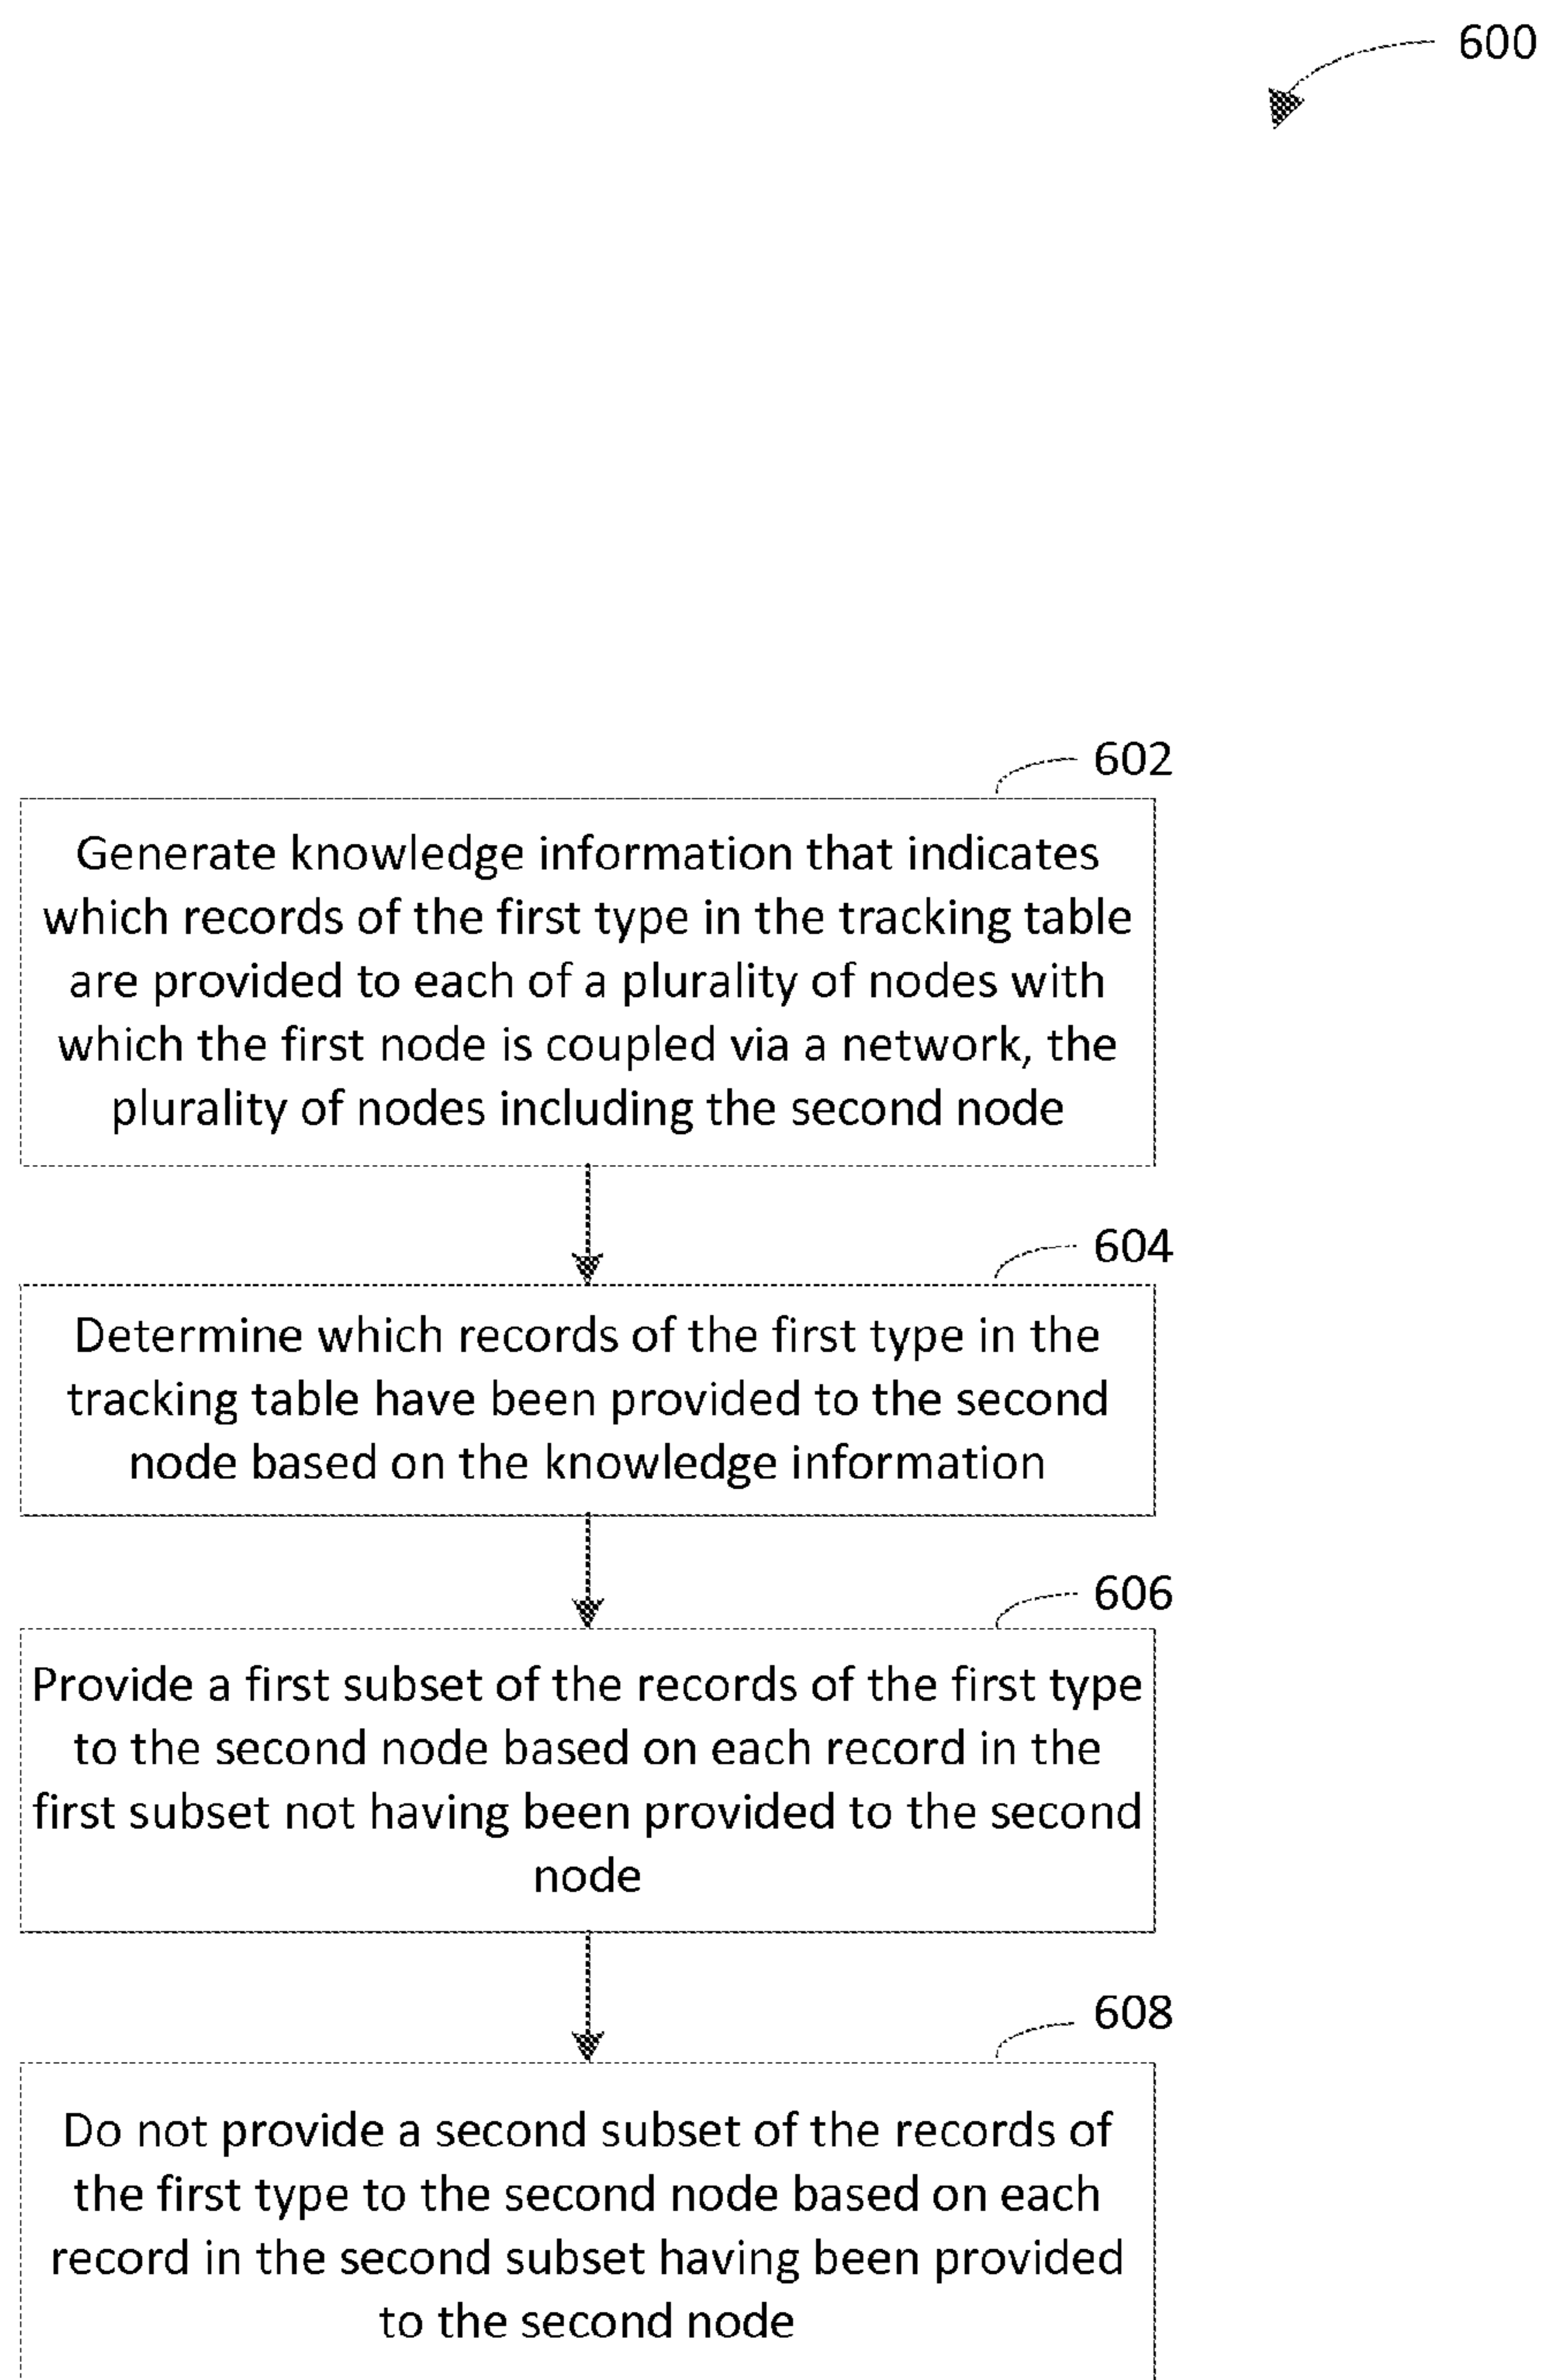 600
602
Generate knowledge information that indicates
which records of the first type in the tracking table
are provided to each of a plurality of nodes with
which the first node is coupled via a network, the
plurality of nodes including the second node
604
Determine which records of the first type in the
tracking table have been provided to the second
node based on the knowledge information
606
Provide a first subset of the records of the first type
to the second node based on each record in the
first subset not having been provided to the second
node
608
Do not provide a second subset of the records of
the first type to the second node based on each
record in the second subset having been provided
to the second node